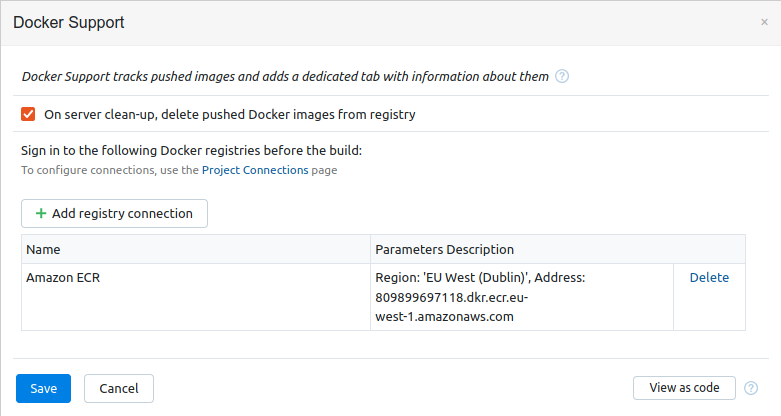 Docker Support
×
Docker Support tracks pushed images and adds a dedicated tab with information about them ?
On server clean-up, delete pushed Docker images from registry
Sign in to the following Docker registries before the build:
To configure connections, use the Project Connections page
+ Add registry connection
Name
Parameters Description
Amazon ECR
Region: 'EU West (Dublin)', Address:
809899697118.dkr.ecr.eu-
west-1.amazonaws.com
Delete
Save
Cancel
View as code
?